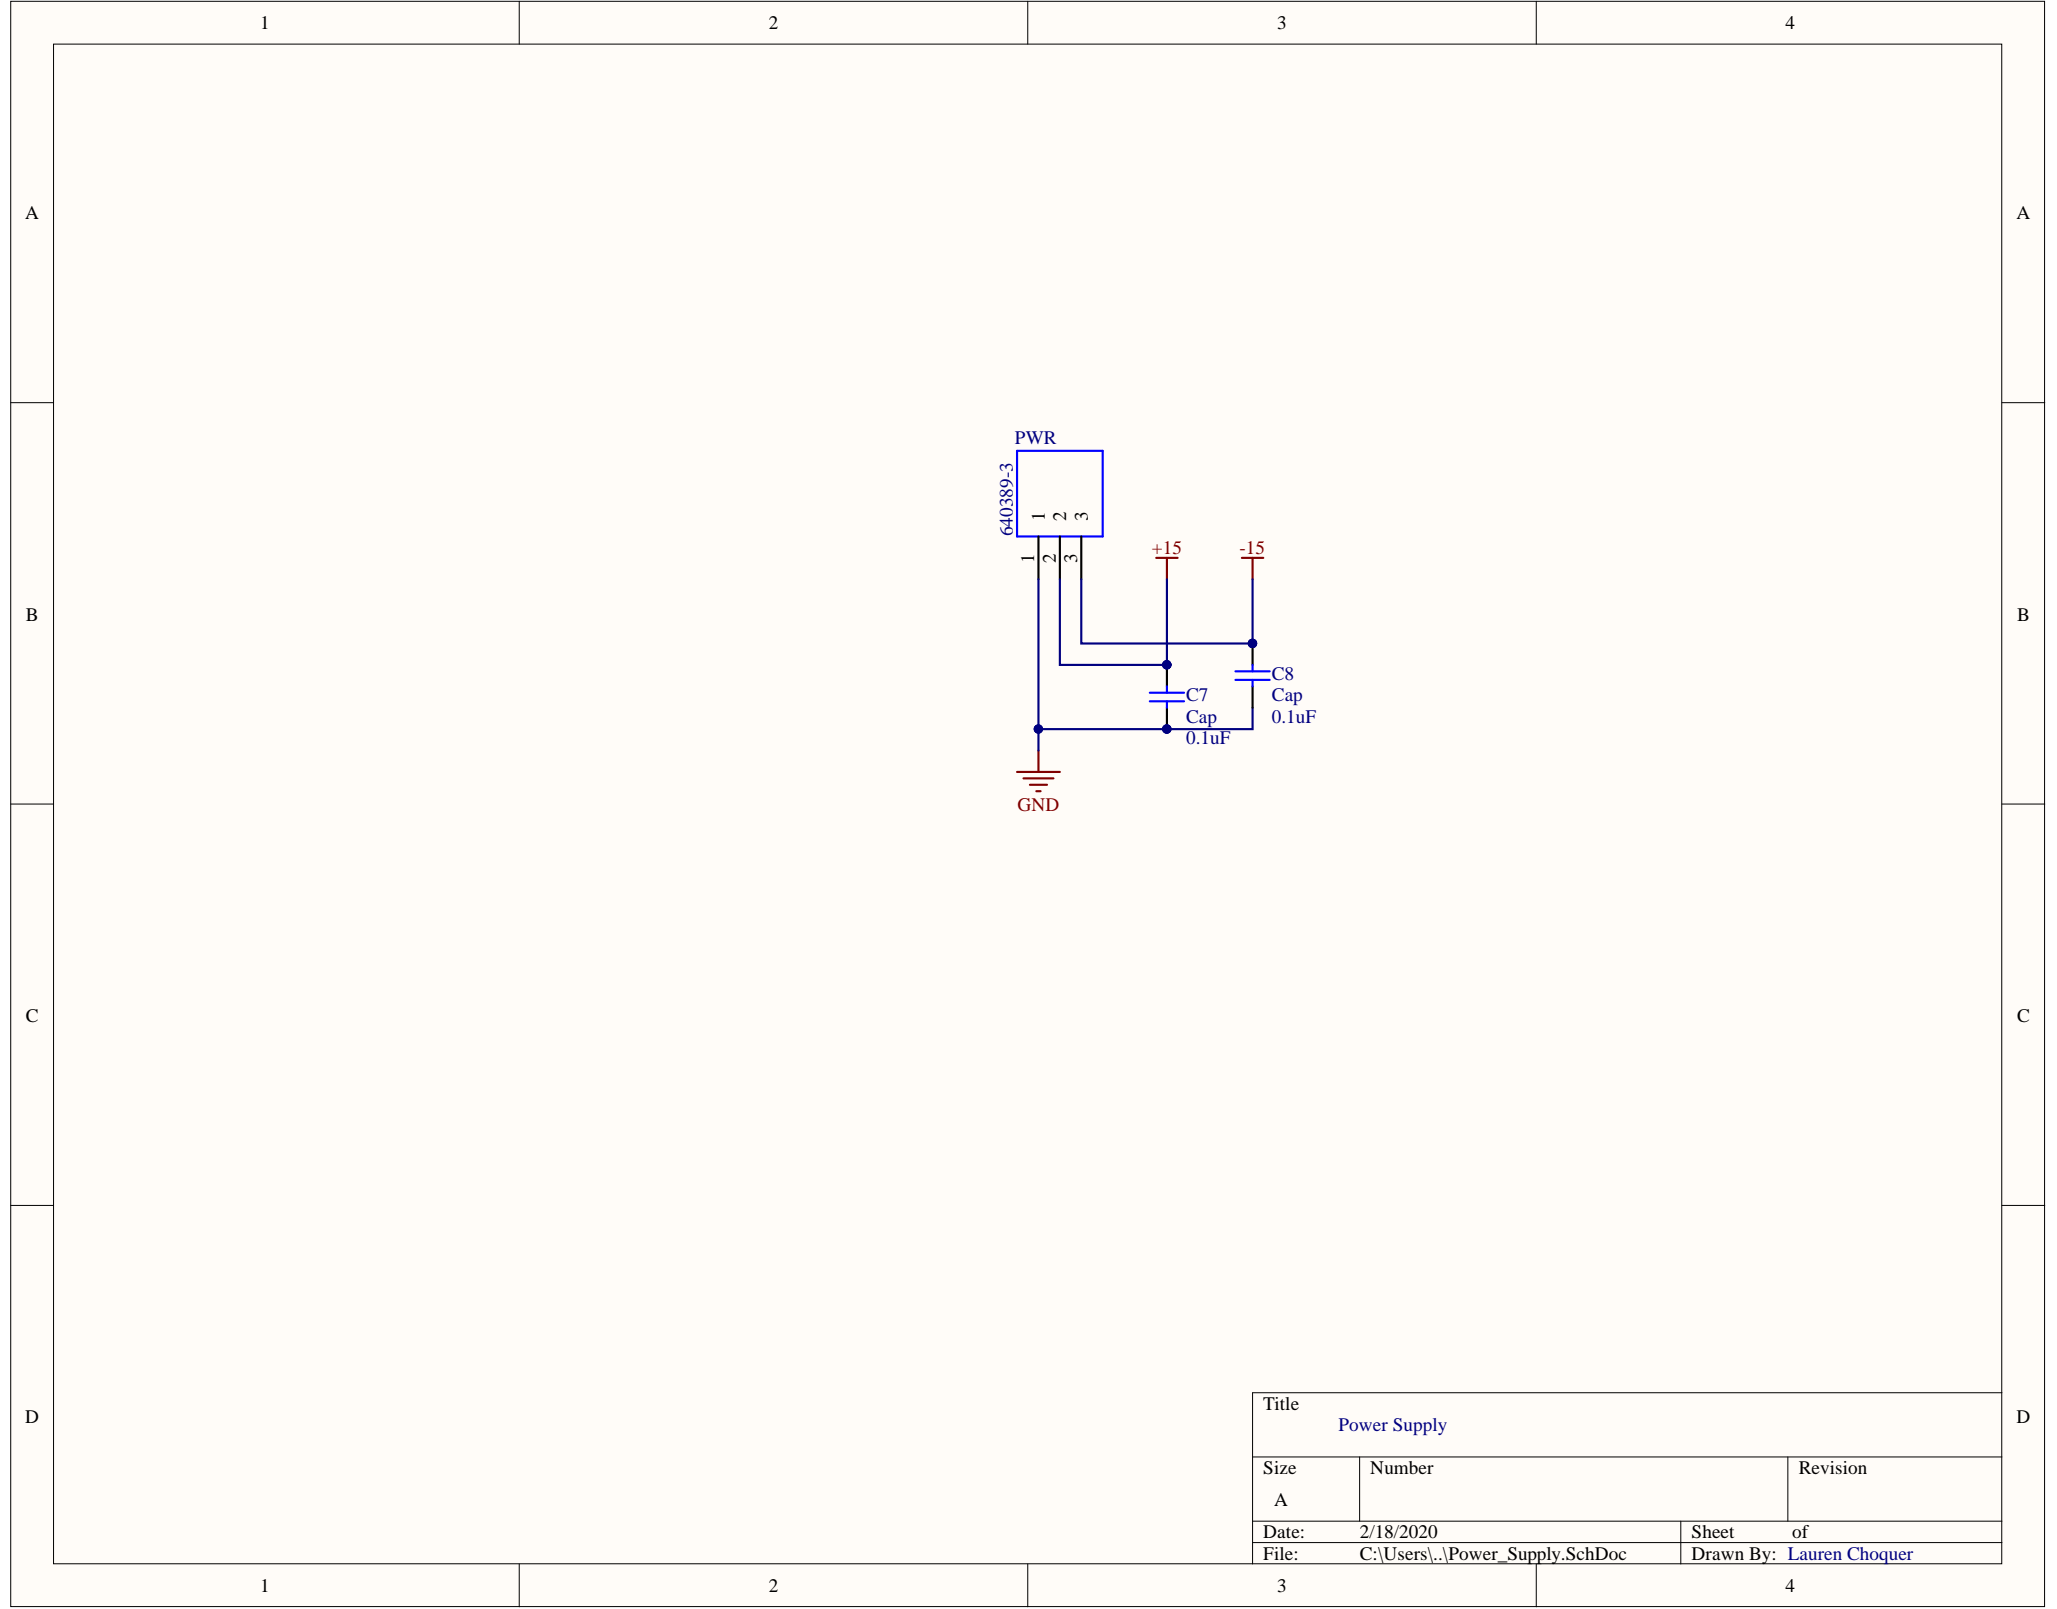 1 2 3 4
A A
PWR
640389-3
1 2 3
1 2 3
+15 -15
B B
C8
Cap
0.1uF
C7
Cap
0.1uF
GND
C C
D D
Title
Power Supply
Size Number Revision
A
Date: 2/18/2020 Sheet of
File: C:\Users\..\Power_Supply.SchDoc Drawn By: Lauren Choquer
1 2 3 4